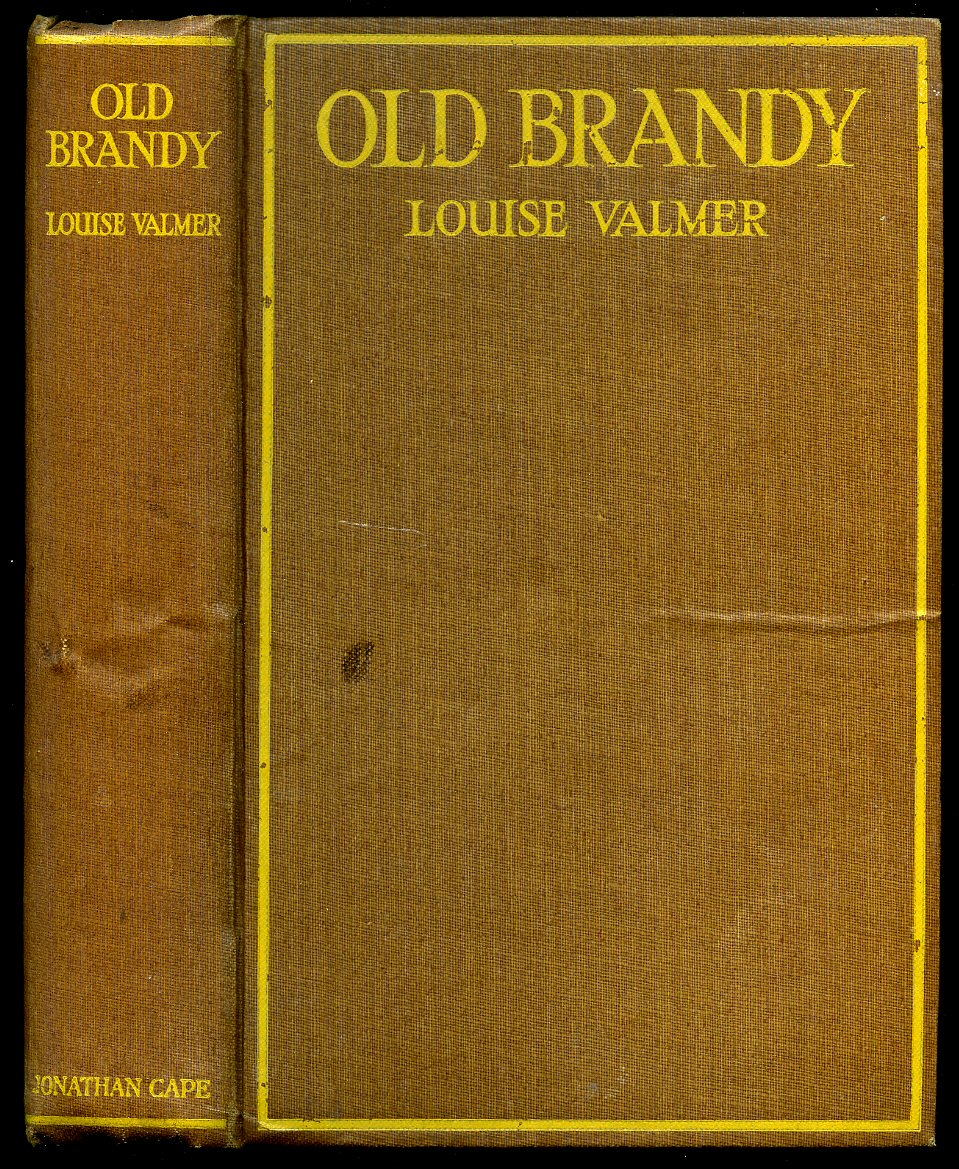 OLD
BRANDY
LOUISE VALMER
JONATHAN CAPE
OLD BRANDY
LOUISE VALMER